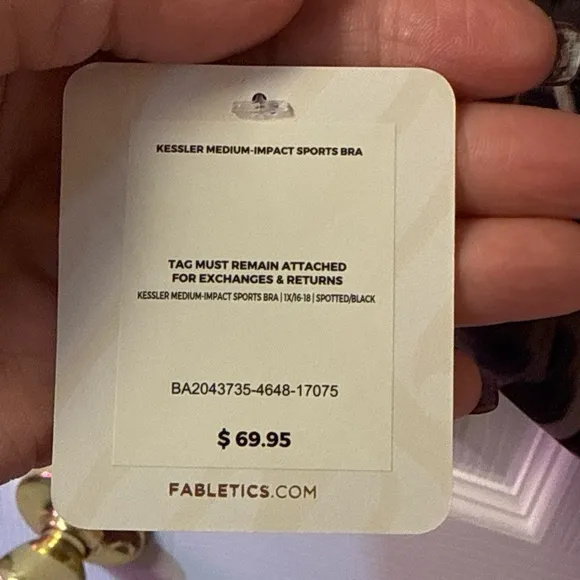 KESSLER MEDIUM-IMPACT SPORTS BRA
TAG MUST REMAIN ATTACHED
FOR EXCHANGES & RETURNS
KESSLER MEDIUM-IMPACT SPORTS BRA | 1X/16-18 | SPOTTED/BLACK
BA2043735-4648-17075
$ 69.95
FABLETICS.COM